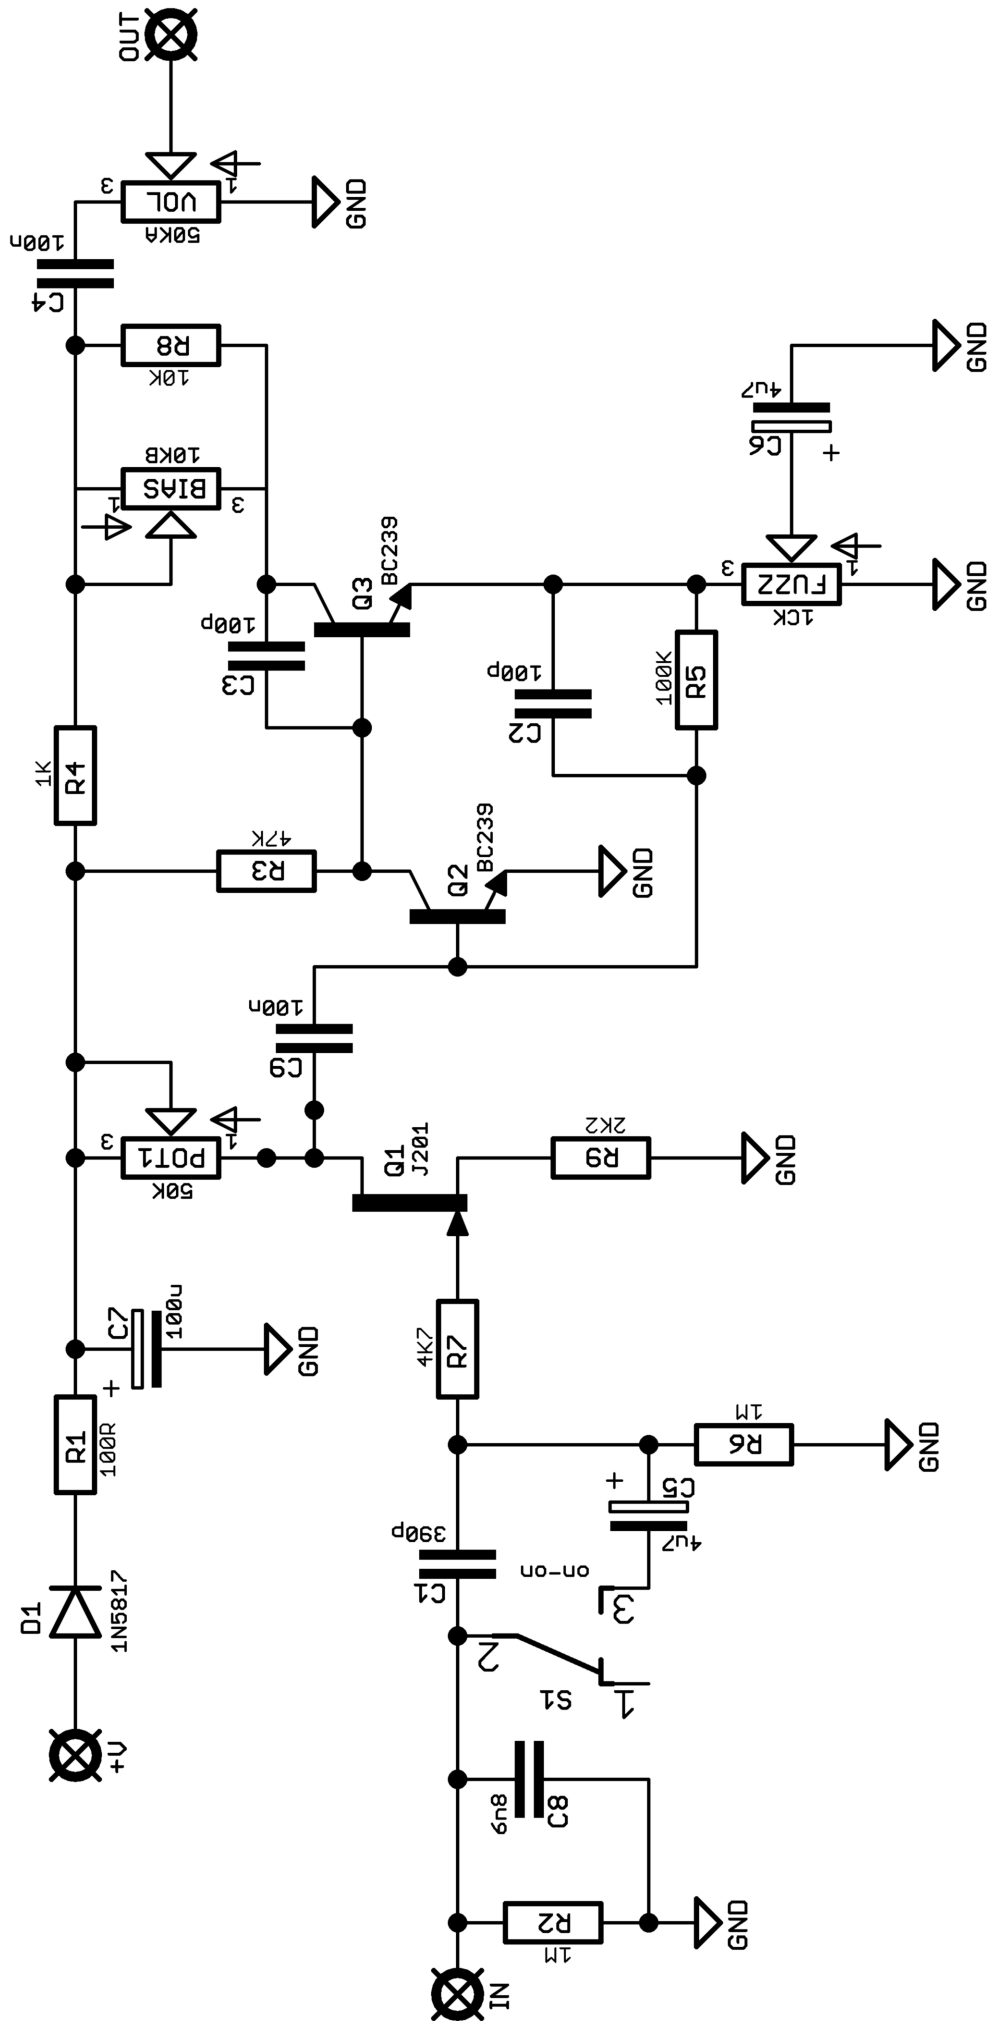 OUT
3
VOL
1
50KA
GND
100n
C4
R8
10K
10KB
BIAS
1
3
4u7
C6
+
GND
Q3
BC239
100p
C3
3
FUZZ
1
1CK
GND
100p
C2
100K
R5
1K
R4
47K
R3
Q2
BC239
GND
100n
C9
3
POT1
1
50K
Q1
J201
2K2
R9
GND
C7
100u
+
GND
4K7
R7
R1
100R
1M
R6
GND
+
C5
4u7
390p
C1
on-on
3
2
S1
1
D1
1N5817
+V
6n8
C8
R2
1M
GND
IN